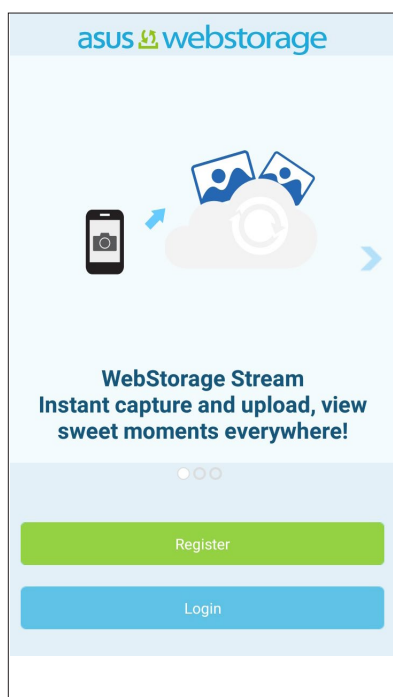 asus webstorage
WebStorage Stream
Instant capture and upload, view
sweet moments everywhere!
Register
Login